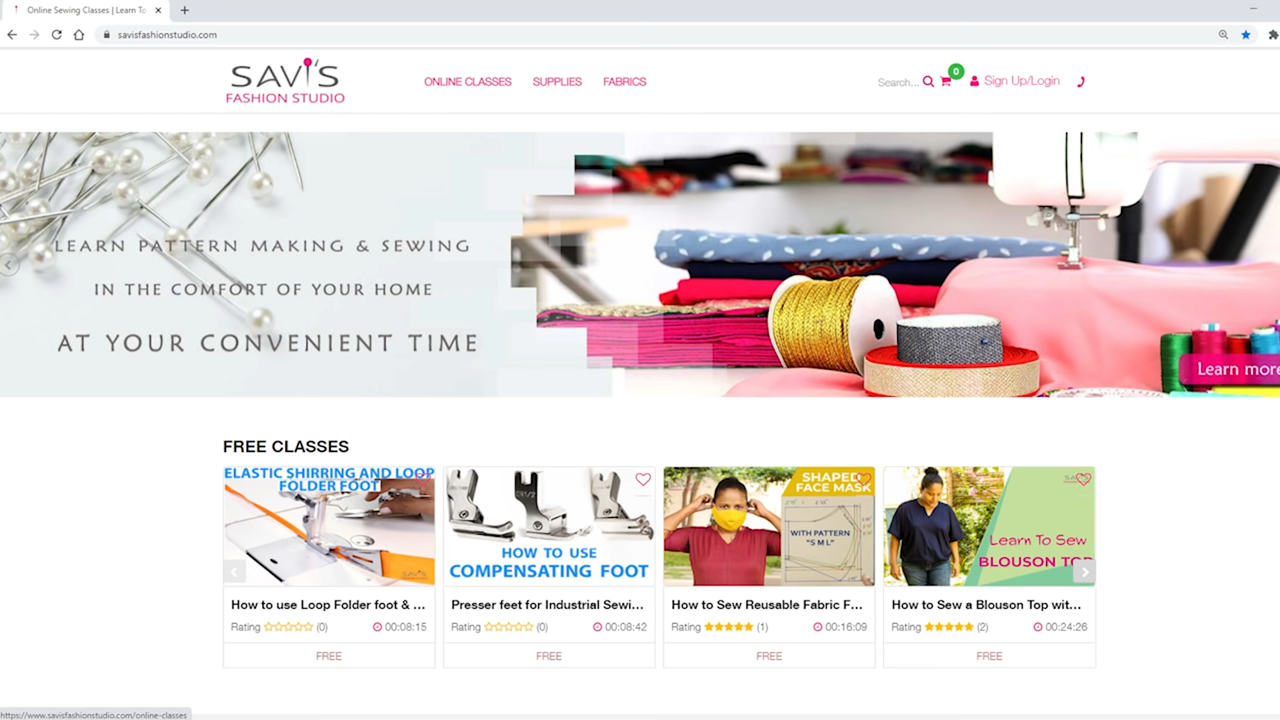 Online Sewing Classes | Learn To
savisfashionstudio.com
SAVI'S
FASHION STUDIO
ONLINE CLASSES
SUPPLIES
FABRICS
Search...
0
Sign Up/Login
LEARN PATTERN MAKING & SEWING
IN THE COMFORT OF YOUR HOME
AT YOUR CONVENIENT TIME
Learn more
FREE CLASSES
ELASTIC SHIRRING AND LOOP
FOLDER FOOT
SAVI'S
HOW TO USE
COMPENSATING FOOT
SHAPED
FACE MASK
WITH PATTERN
"S M L"
SAVI'S
Learn To Sew
BLOUSON TOP
How to use Loop Folder foot & ...
Presser feet for Industrial Sewi...
How to Sew Reusable Fabric F...
How to Sew a Blouson Top wit...
Rating (0) 00:08:15
Rating (0) 00:08:42
Rating (1) 00:16:09
Rating (2) 00:24:26
FREE
FREE
FREE
FREE
https://www.savisfashionstudio.com/online-classes